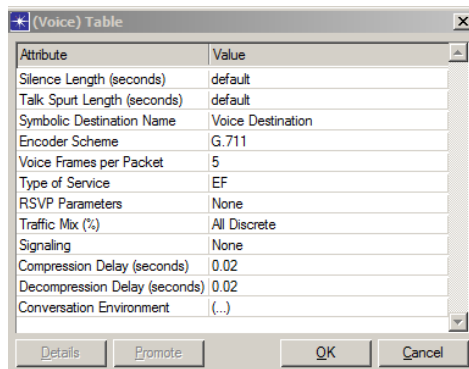 (Voice) Table
Attribute Value
Silence Length (seconds) default
Talk Spurt Length (seconds) default
Symbolic Destination Name Voice Destination
Encoder Scheme G.711
Voice Frames per Packet 5
Type of Service EF
RSVP Parameters None
Traffic Mix (%) All Discrete
Signaling None
Compression Delay (seconds) 0.02
Decompression Delay (seconds) 0.02
Conversation Environment (...)
Details Promote OK Cancel